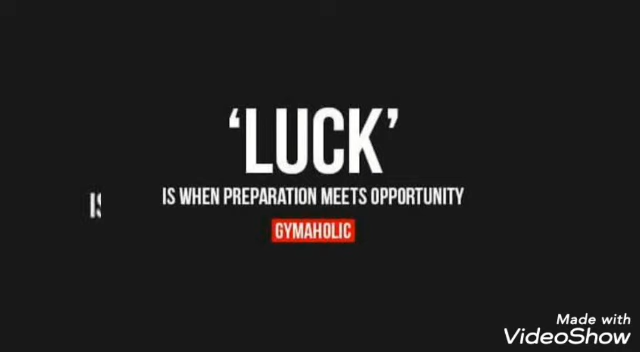 'LUCK'
IS WHEN PREPARATION MEETS OPPORTUNITY
GYMAHOLIC
Made with
VideoShow